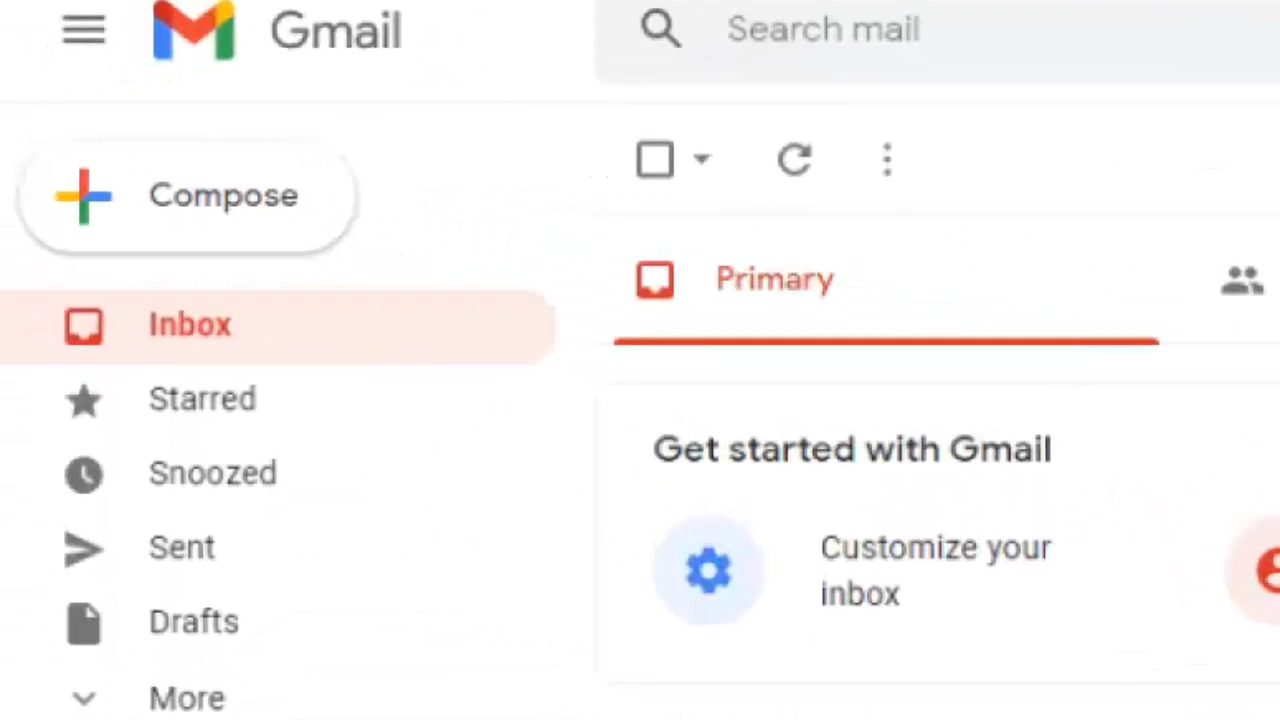 Gmail
Search mail
Compose
Primary
Inbox
Starred
Get started with Gmail
Snoozed
Customize your
inbox
Sent
Drafts
More